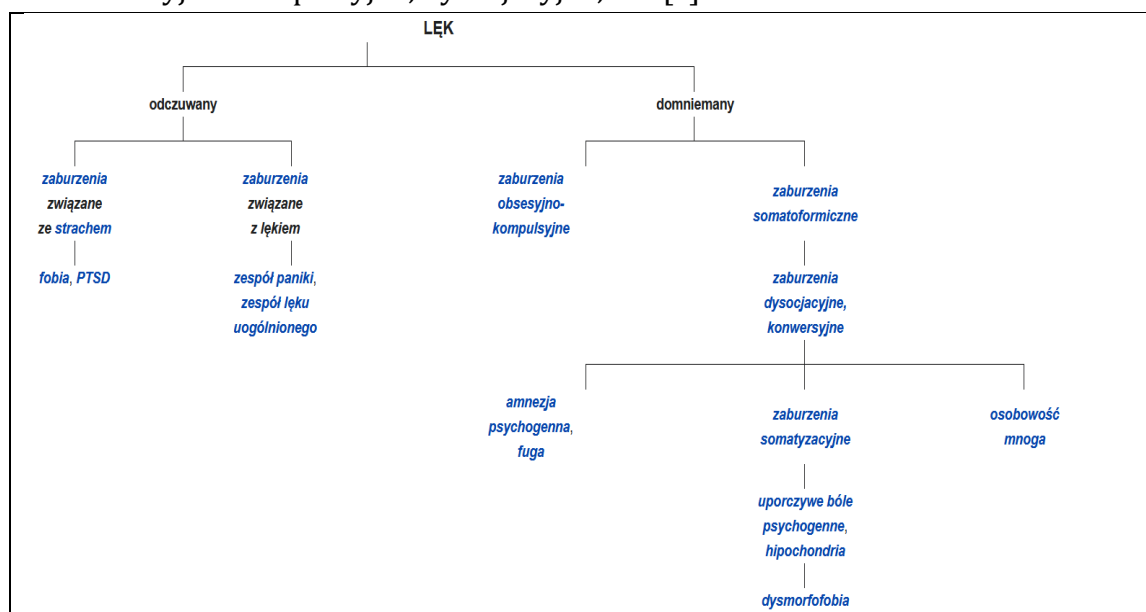 LĘK
odczuwany
domniemany
zaburzenia
związane
ze strachem
zaburzenia
związane
z lękiem
zaburzenia
obsesyjno-
kompulsyjne
zaburzenia
somatoformiczne
fobia, PTSD
zespół paniki,
zespół lęku
uogólnionego
zaburzenia
dysocjacyjne,
konwersyjne
amnezja
psychogenna,
fuga
zaburzenia
somatyzacyjne
osobowość
mnoga
uporczywe bóle
psychogenne,
hipochondria
dysmorfofobia